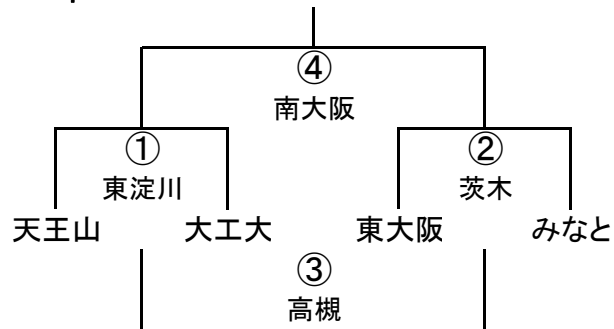 ④
南大阪
① ②
東淀川 茨木
天王山 大工大 東大阪 みなと
③
高槻